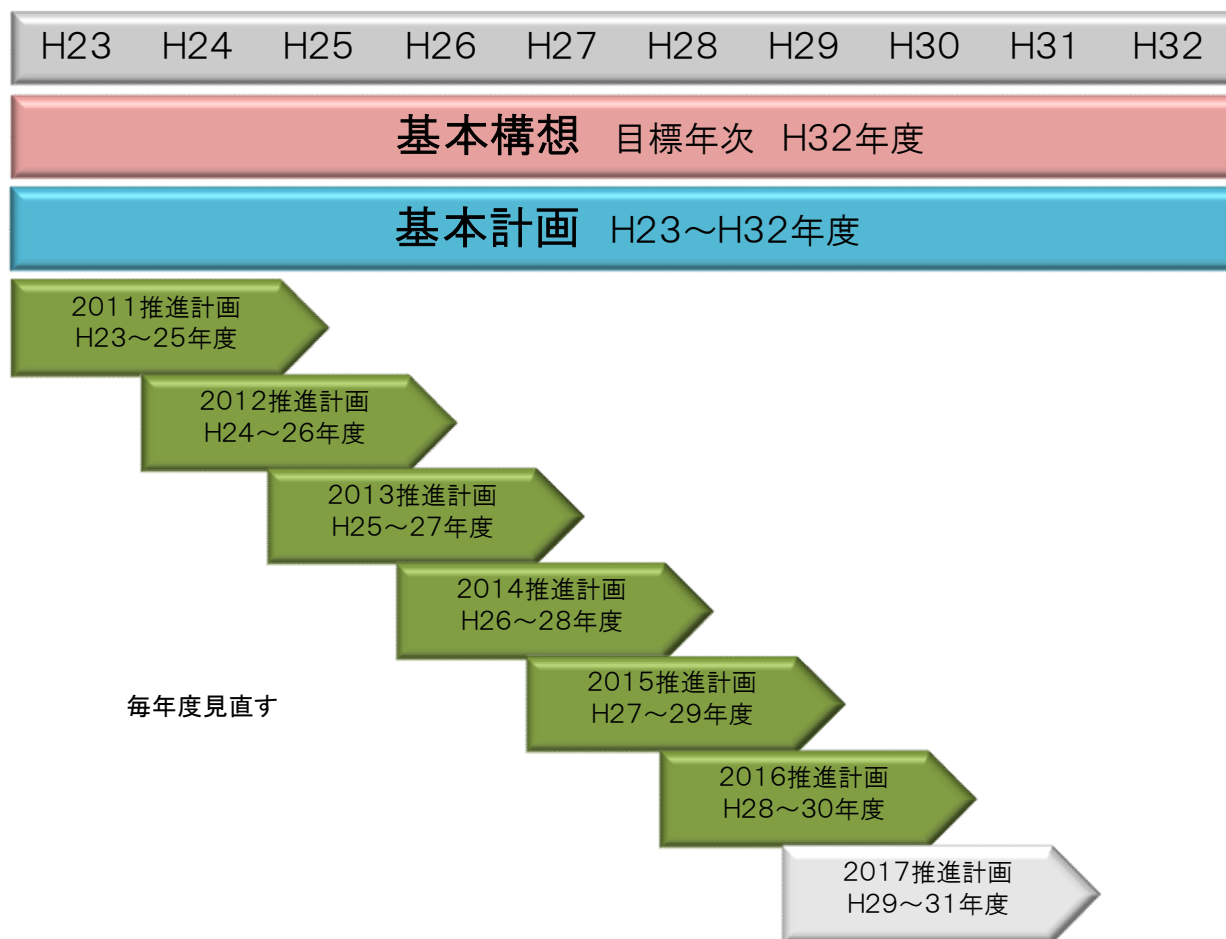 H23 H24 H25 H26 H27 H28 H29 H30 H31 H32
基本構想 目標年次 H32年度
基本計画 H23～H32年度
2011推進計画
H23～25年度
2012推進計画
H24～26年度
2013推進計画
H25～27年度
2014推進計画
H26～28年度
2015推進計画
H27～29年度
毎年度見直す
2016推進計画
H28～30年度
2017推進計画
H29～31年度